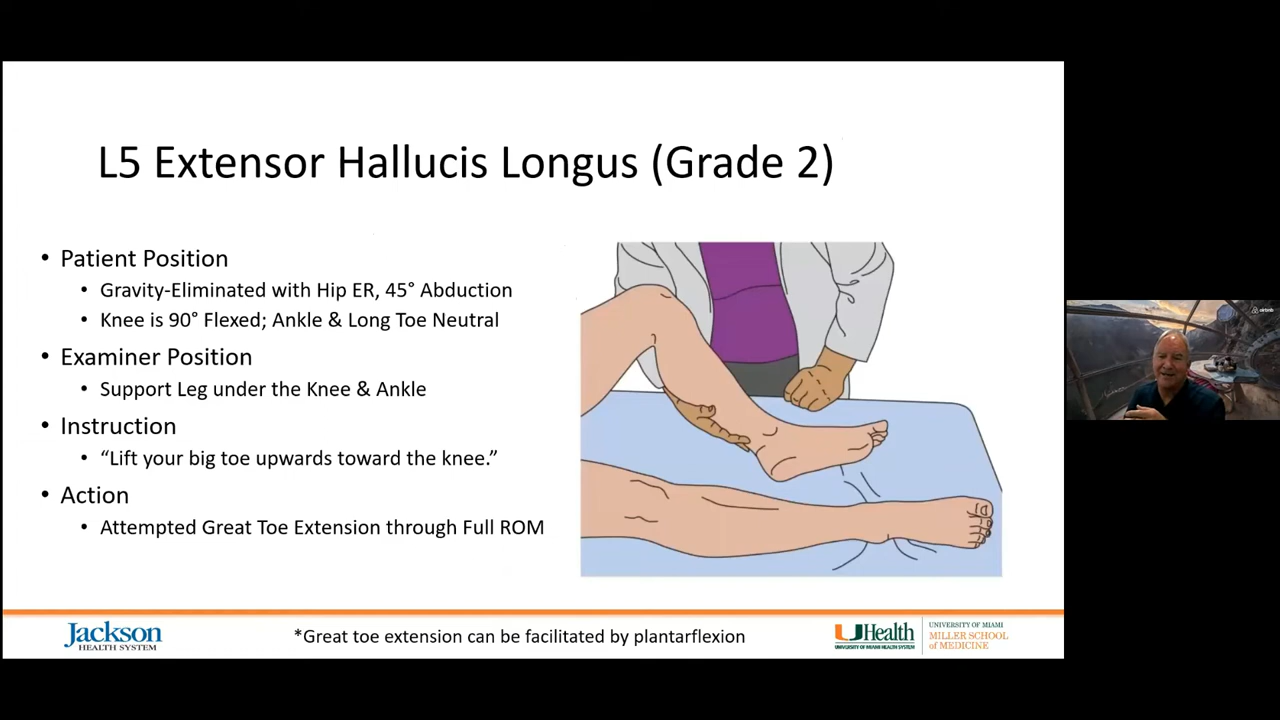 L5 Extensor Hallucis Longus (Grade 2)
• Patient Position
• Gravity-Eliminated with Hip ER, 45° Abduction
• Knee is 90° Flexed; Ankle & Long Toe Neutral
• Examiner Position
• Support Leg under the Knee & Ankle
• Instruction
• “Lift your big toe upwards toward the knee.”
• Action
• Attempted Great Toe Extension through Full ROM
Jackson
HEALTH SYSTEM
*Great toe extension can be facilitated by plantarflexion
UHealth
UNIVERSITY OF MIAMI HEALTH SYSTEM
UNIVERSITY OF MIAMI
MILLER SCHOOL
of MEDICINE
airbnb